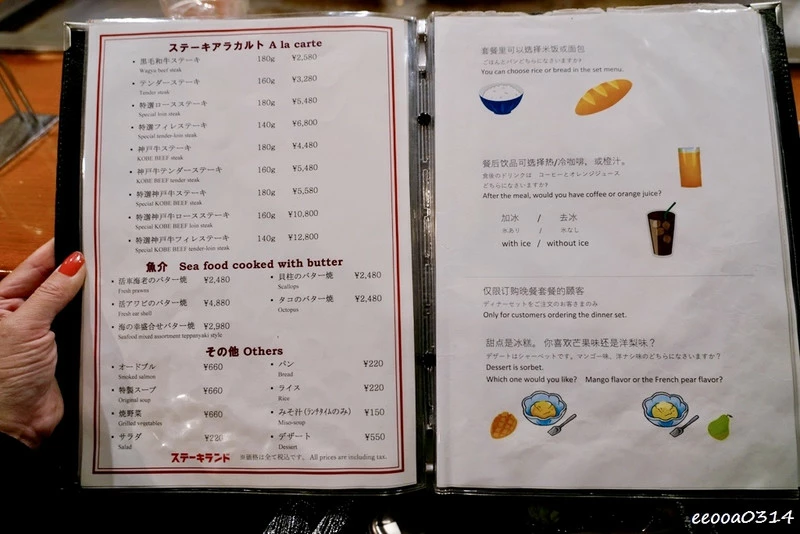 ステーキアラカルト A la carte
・黒毛和牛ステーキ 180g ¥2,580
Wagyu beef steak
・テンダーステーキ 160g ¥3,280
Tender steak
・特選ロースステーキ 180g ¥5,480
Special loin steak
・特選フィレステーキ 140g ¥6,800
Special tender-loin steak
・神戸牛ステーキ 180g ¥4,480
KOBE BEEF steak
・神戸牛テンダーステーキ 160g ¥5,480
KOBE BEEF tender steak
・特選神戸牛ステーキ 180g ¥5,580
Special KOBE BEEF steak
・特選神戸牛ロースステーキ 160g ¥10,800
Special KOBE BEEF loin steak
・特選神戸牛フィレステーキ 140g ¥12,800
Special KOBE BEEF tender-loin steak
魚介 Sea food cooked with butter
・活車海老のバター焼 ¥2,480
Fresh prawns
・活アワビのバター焼 ¥4,880
Fresh ear shell
・海の幸盛合せバター焼 ¥2,980
Seafood mixed assortment teppanyaki style
・貝柱のバター焼 ¥2,480
Scallops
・タコのバター焼 ¥2,480
Octopus
その他 Others
・オードブル ¥660
Smoked salmon
・特製スープ ¥660
Original soup
・焼野菜 ¥660
Grilled vegetables
・サラダ ¥220
Salad
・パン ¥220
Bread
・ライス ¥220
Rice
・みそ汁(ランチタイムのみ) ¥150
Miso-soup
・デザート ¥550
Dessert
ステーキランド ※価格は全て税込です。 All prices are including tax.
套餐里可以选择米饭或面包
ごはんとパンどちらになさいますか?
You can choose rice or bread in the set menu.
餐后饮品可选择热/冷咖啡, 或橙汁。
食後のドリンクは コーヒーとオレンジジュース
どちらになさいますか?
After the meal, would you have coffee or orange juice?
加冰 / 去冰
氷あり / 氷なし
with ice / without ice
仅限订购晚餐套餐的顾客
ディナーセットをご注文のお客さまのみ
Only for customers ordering the dinner set.
甜点是冰糕。 你喜欢芒果味还是洋梨味?
デザートはシャーベットです。マンゴー味、洋ナシ味のどちらになさいますか?
Dessert is sorbet.
Which one would you like? Mango flavor or the French pear flavor?
eeooa0314